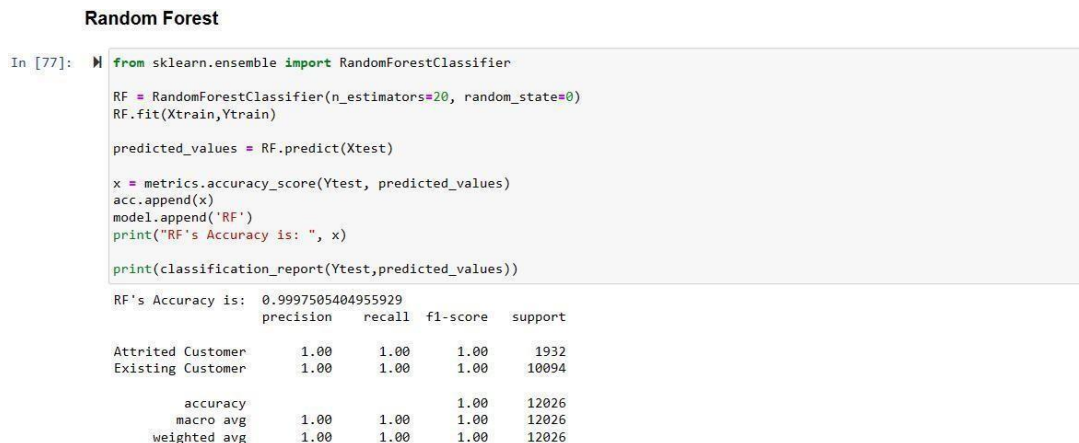 Random Forest
In [77]:
from sklearn.ensemble import RandomForestClassifier
RF = RandomForestClassifier(n_estimators=20, random_state=0)
RF.fit(Xtrain,Ytrain)
predicted_values = RF.predict(Xtest)
x = metrics.accuracy_score(Ytest, predicted_values)
acc.append(x)
model.append('RF')
print("RF's Accuracy is: ", x)
print(classification_report(Ytest,predicted_values))
RF's Accuracy is:  0.9997505404955929
precision    recall  f1-score   support
Attrited Customer       1.00      1.00      1.00      1932
Existing Customer       1.00      1.00      1.00     10094
accuracy                           1.00     12026
macro avg       1.00      1.00      1.00     12026
weighted avg       1.00      1.00      1.00     12026